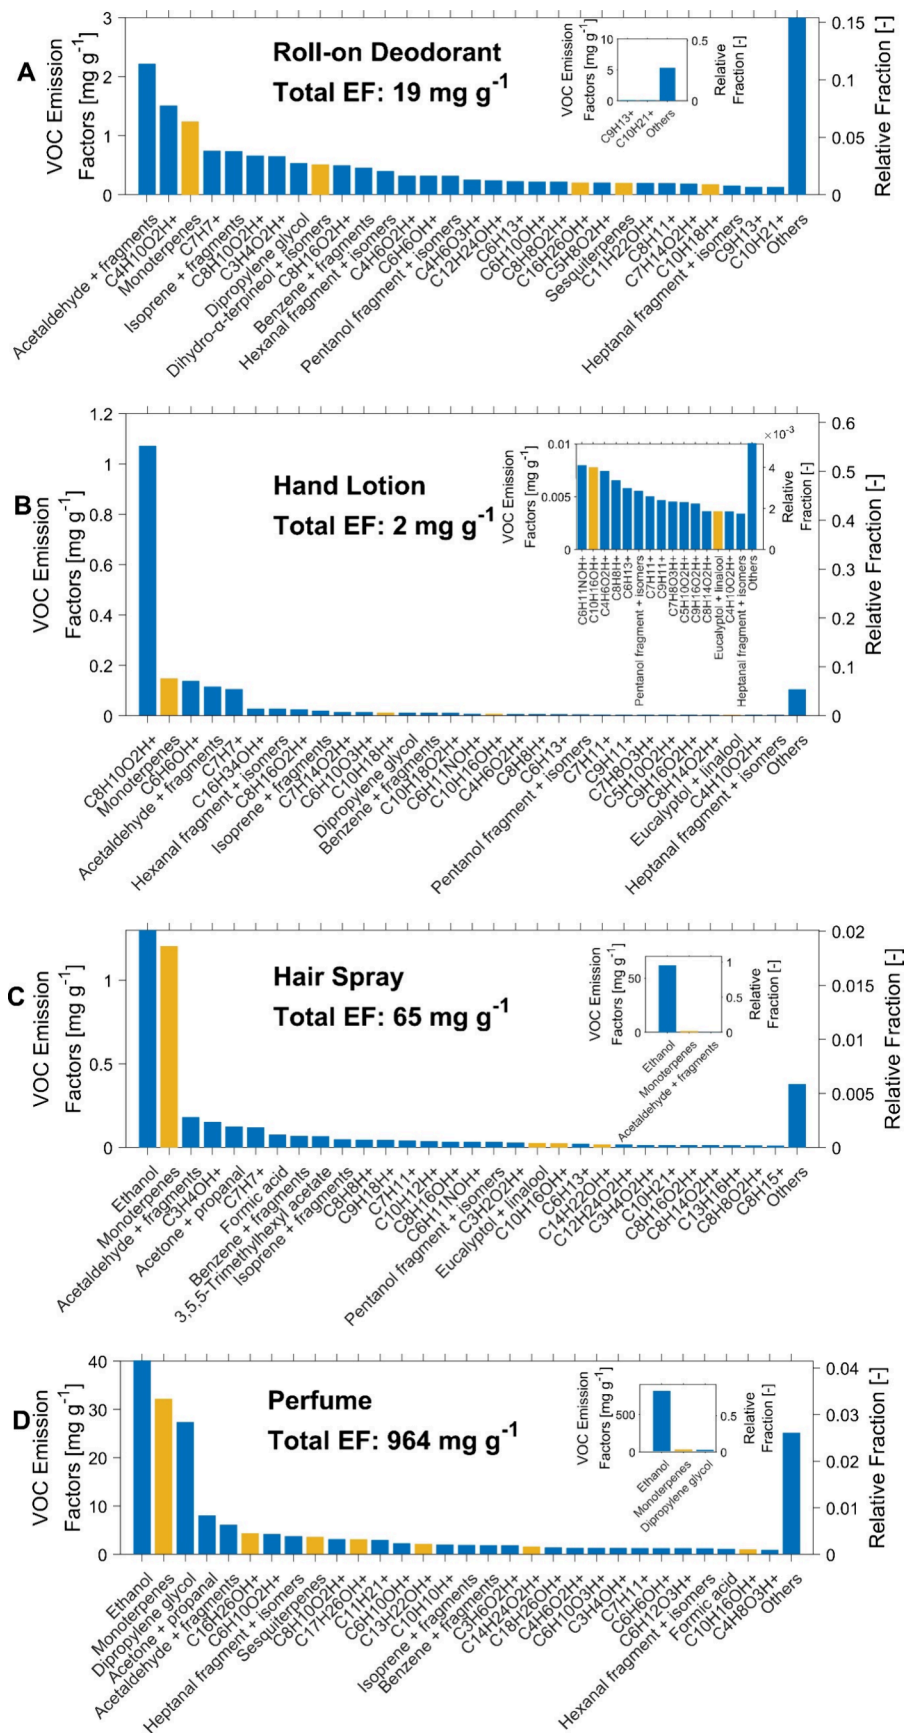 A
VOC Emission
Factors [mg g-1]
3
2
1
0
Roll-on Deodorant
Total EF: 19 mg g-1
VOC Emission
Factors [mg g-1]
10
5
0
0.5
0
Relative
Fraction [-]
C9H13+
C10H21+
Others
0.15
0.1
0.05
0
Relative Fraction [-]
Acetaldehyde + fragments
C4H10O2H+
Monoterpenes
C7H7+
Isoprene + fragments
C8H10O2H+
C3H4O2H+
Dipropylene glycol
Dihydro-α-terpineol + isomers
C8H16O2H+
Benzene + fragments
Hexanal fragment + isomers
C4H6O2H+
C6H6OH+
Pentanol fragment + isomers
C4H6O3H+
C12H24OH+
C6H13+
C6H10OH+
C8H8O2H+
C16H26OH+
C5H8O2H+
Sesquiterpenes
C11H22OH+
C8H11+
C7H14O2H+
C10H18H+
Heptanal fragment + isomers
C9H13+
C10H21+
Others
B
VOC Emission
Factors [mg g-1]
1.2
1
0.8
0.6
0.4
0.2
0
Hand Lotion
Total EF: 2 mg g-1
VOC Emission
Factors [mg g-1]
0.01
0.005
0
×10-3
4
2
0
Relative
Fraction [-]
C6H11NOH+
C10H16OH+
C4H6O2H+
C8H8H+
C6H13+
Pentanol fragment + isomers
C7H11+
C9H11+
C7H8O3H+
C5H10O2H+
C9H16O2H+
C8H14O2H+
Eucalyptol + linalool
C4H10O2H+
Heptanal fragment + isomers
Others
0.6
0.5
0.4
0.3
0.2
0.1
0
Relative Fraction [-]
C8H10O2H+
Monoterpenes
C6H6OH+
Acetaldehyde + fragments
C7H7+
C16H34OH+
Hexanal fragment + isomers
C8H16O2H+
Isoprene + fragments
C7H14O2H+
C6H10O3H+
C10H18H+
Dipropylene glycol
Benzene + fragments
C10H18O2H+
C6H11NOH+
C10H16OH+
C4H6O2H+
C8H8H+
C6H13+
Pentanol fragment + isomers
C7H11+
C9H11+
C7H8O3H+
C5H10O2H+
C9H16O2H+
C8H14O2H+
Eucalyptol + linalool
C4H10O2H+
Heptanal fragment + isomers
Others
C
VOC Emission
Factors [mg g-1]
1
0.5
0
Hair Spray
Total EF: 65 mg g-1
VOC Emission
Factors [mg g-1]
50
0
1
0.5
0
Relative
Fraction [-]
Ethanol
Monoterpenes
Acetaldehyde + fragments
0.02
0.015
0.01
0.005
0
Relative Fraction [-]
Ethanol
Monoterpenes
Acetaldehyde + fragments
C3H4OH+
Acetone + propanal
C7H7+
Formic acid
Benzene + fragments
3,5,5-Trimethylhexyl acetate
Isoprene + fragments
C8H8H+
C9H18H+
C7H11+
C10H12H+
C8H16OH+
C6H11NOH+
Pentanol fragment + isomers
C3H2O2H+
Eucalyptol + linalool
C10H16OH+
C6H13+
C14H22OH+
C12H24O2H+
C3H4O2H+
C10H21+
C8H16O2H+
C8H14O2H+
C13H16H+
C8H8O2H+
C8H15+
Others
D
VOC Emission
Factors [mg g-1]
40
30
20
10
0
Perfume
Total EF: 964 mg g-1
VOC Emission
Factors [mg g-1]
500
0
0.5
0
Relative
Fraction [-]
Ethanol
Monoterpenes
Dipropylene glycol
0.04
0.03
0.02
0.01
0
Relative Fraction [-]
Ethanol
Monoterpenes
Dipropylene glycol
Acetone + propanal
Acetaldehyde + fragments
C16H26OH+
C6H10O2H+
Heptanal fragment + isomers
Sesquiterpenes
C8H10O2H+
C17H26OH+
C11H21+
C6H10OH+
C13H22OH+
C10H10H+
Isoprene + fragments
Benzene + fragments
C3H6O2H+
C14H24O2H+
C18H26OH+
C4H6O2H+
C6H10O3H+
C3H4OH+
C7H11+
C6H6OH+
C6H12O3H+
Hexanal fragment + isomers
Formic acid
C10H16OH+
C4H8O3H+
Others